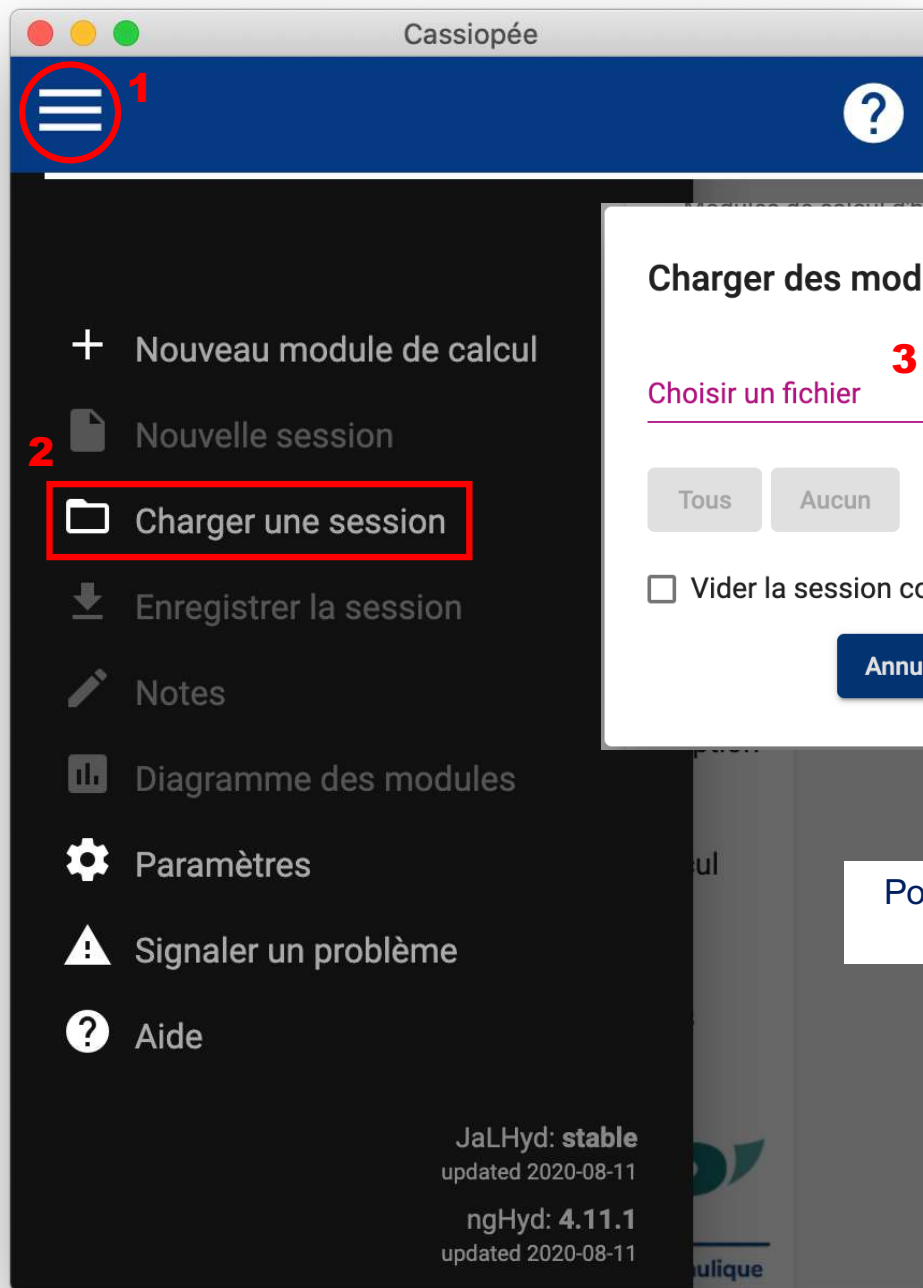 Cassiopée
1
?
Charger des mod
3
Choisir un fichier
Tous Aucun
Vider la session co
Annu
Nouveau module de calcul
Nouvelle session
2
Charger une session
Enregistrer la session
Notes
Diagramme des modules
Paramètres
Signaler un problème
? Aide
JaLHyd: stable
updated 2020-08-11
ngHyd: 4.11.1
updated 2020-08-11
ul
Po
aulique